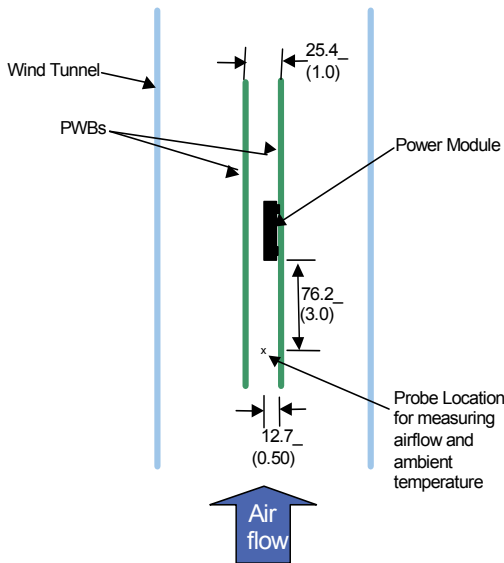 25.4_
(1.0)
Wind Tunnel
PWBs
Power Module
76.2_
(3.0)
x
Probe Location
for measuring
airflow and
ambient
temperature
12.7_
(0.50)
Air
flow